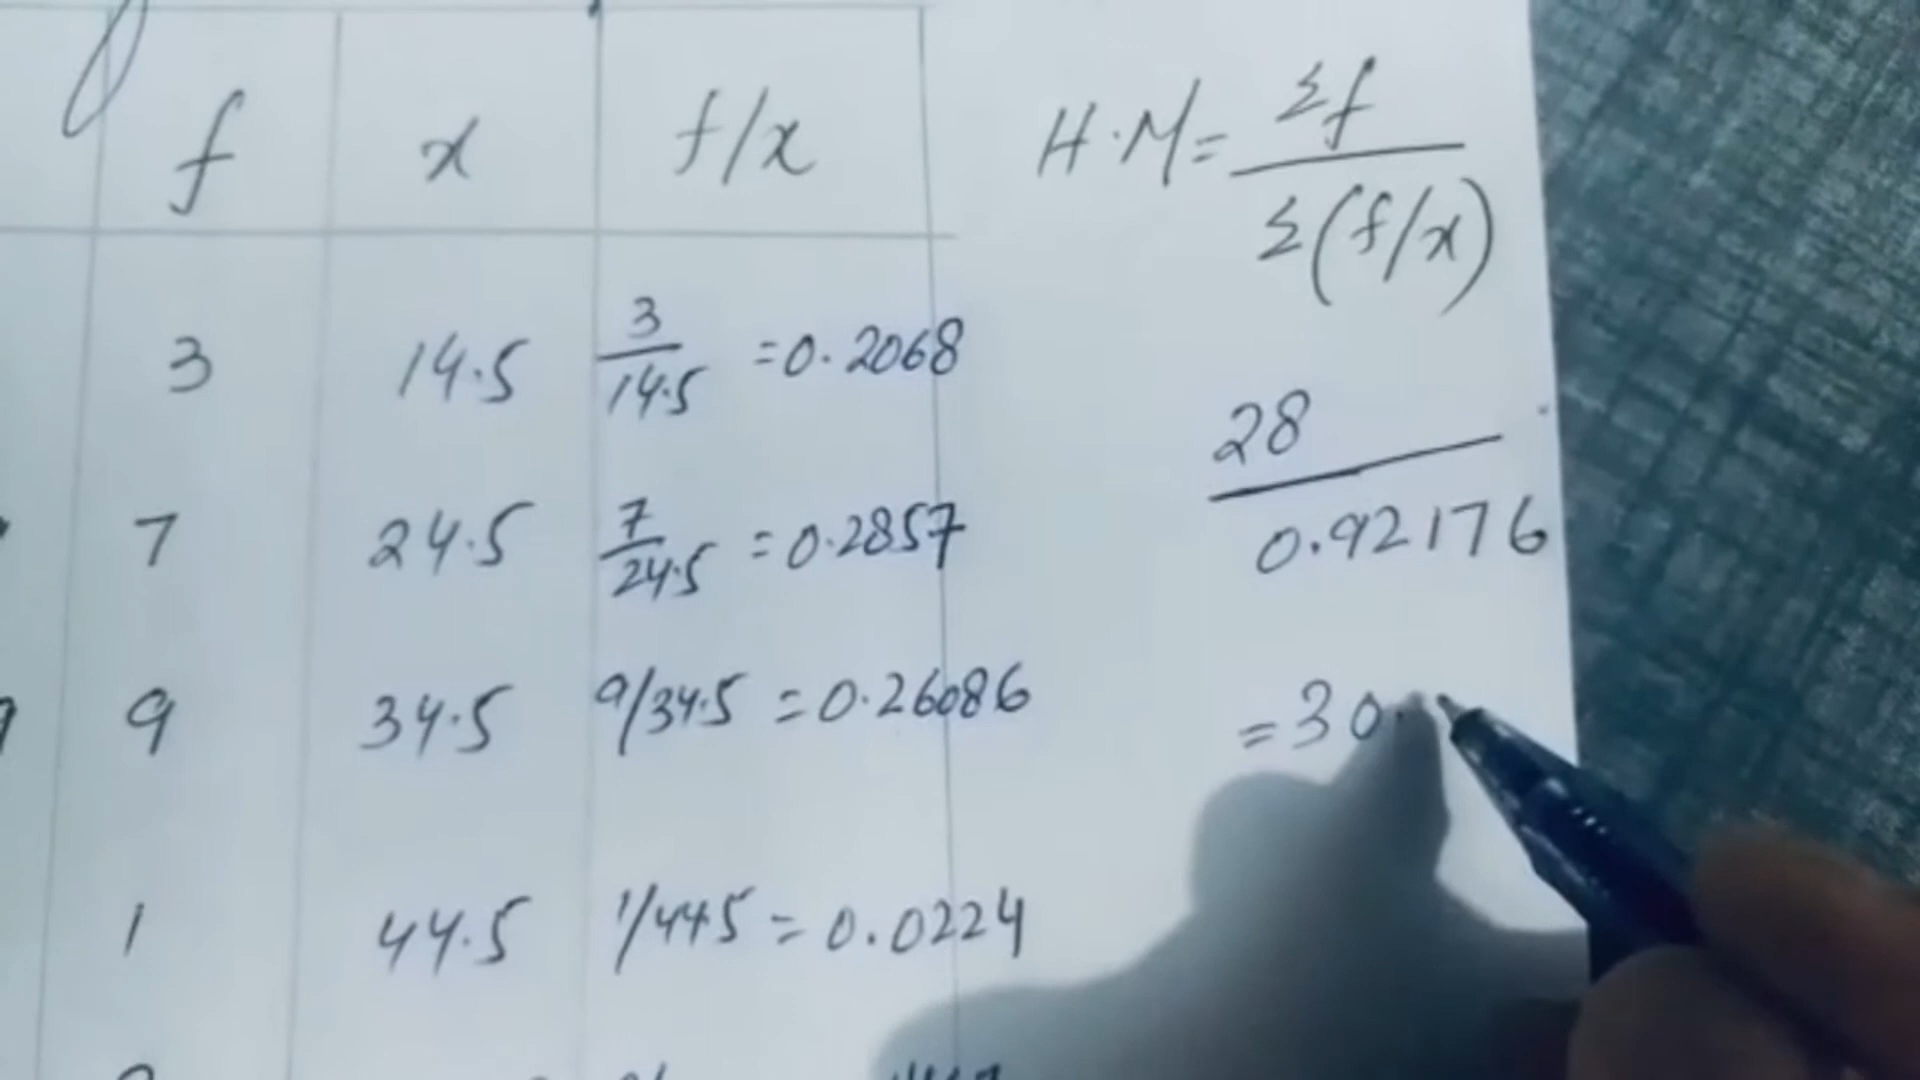 f x f/x
H.M = Σf / Σ(f/x)
3 14.5 3/14.5 = 0.2068
7 24.5 7/24.5 = 0.2857
28 / 0.92176
9 34.5 9/34.5 = 0.26086
= 30.
1 44.5 1/44.5 = 0.0224